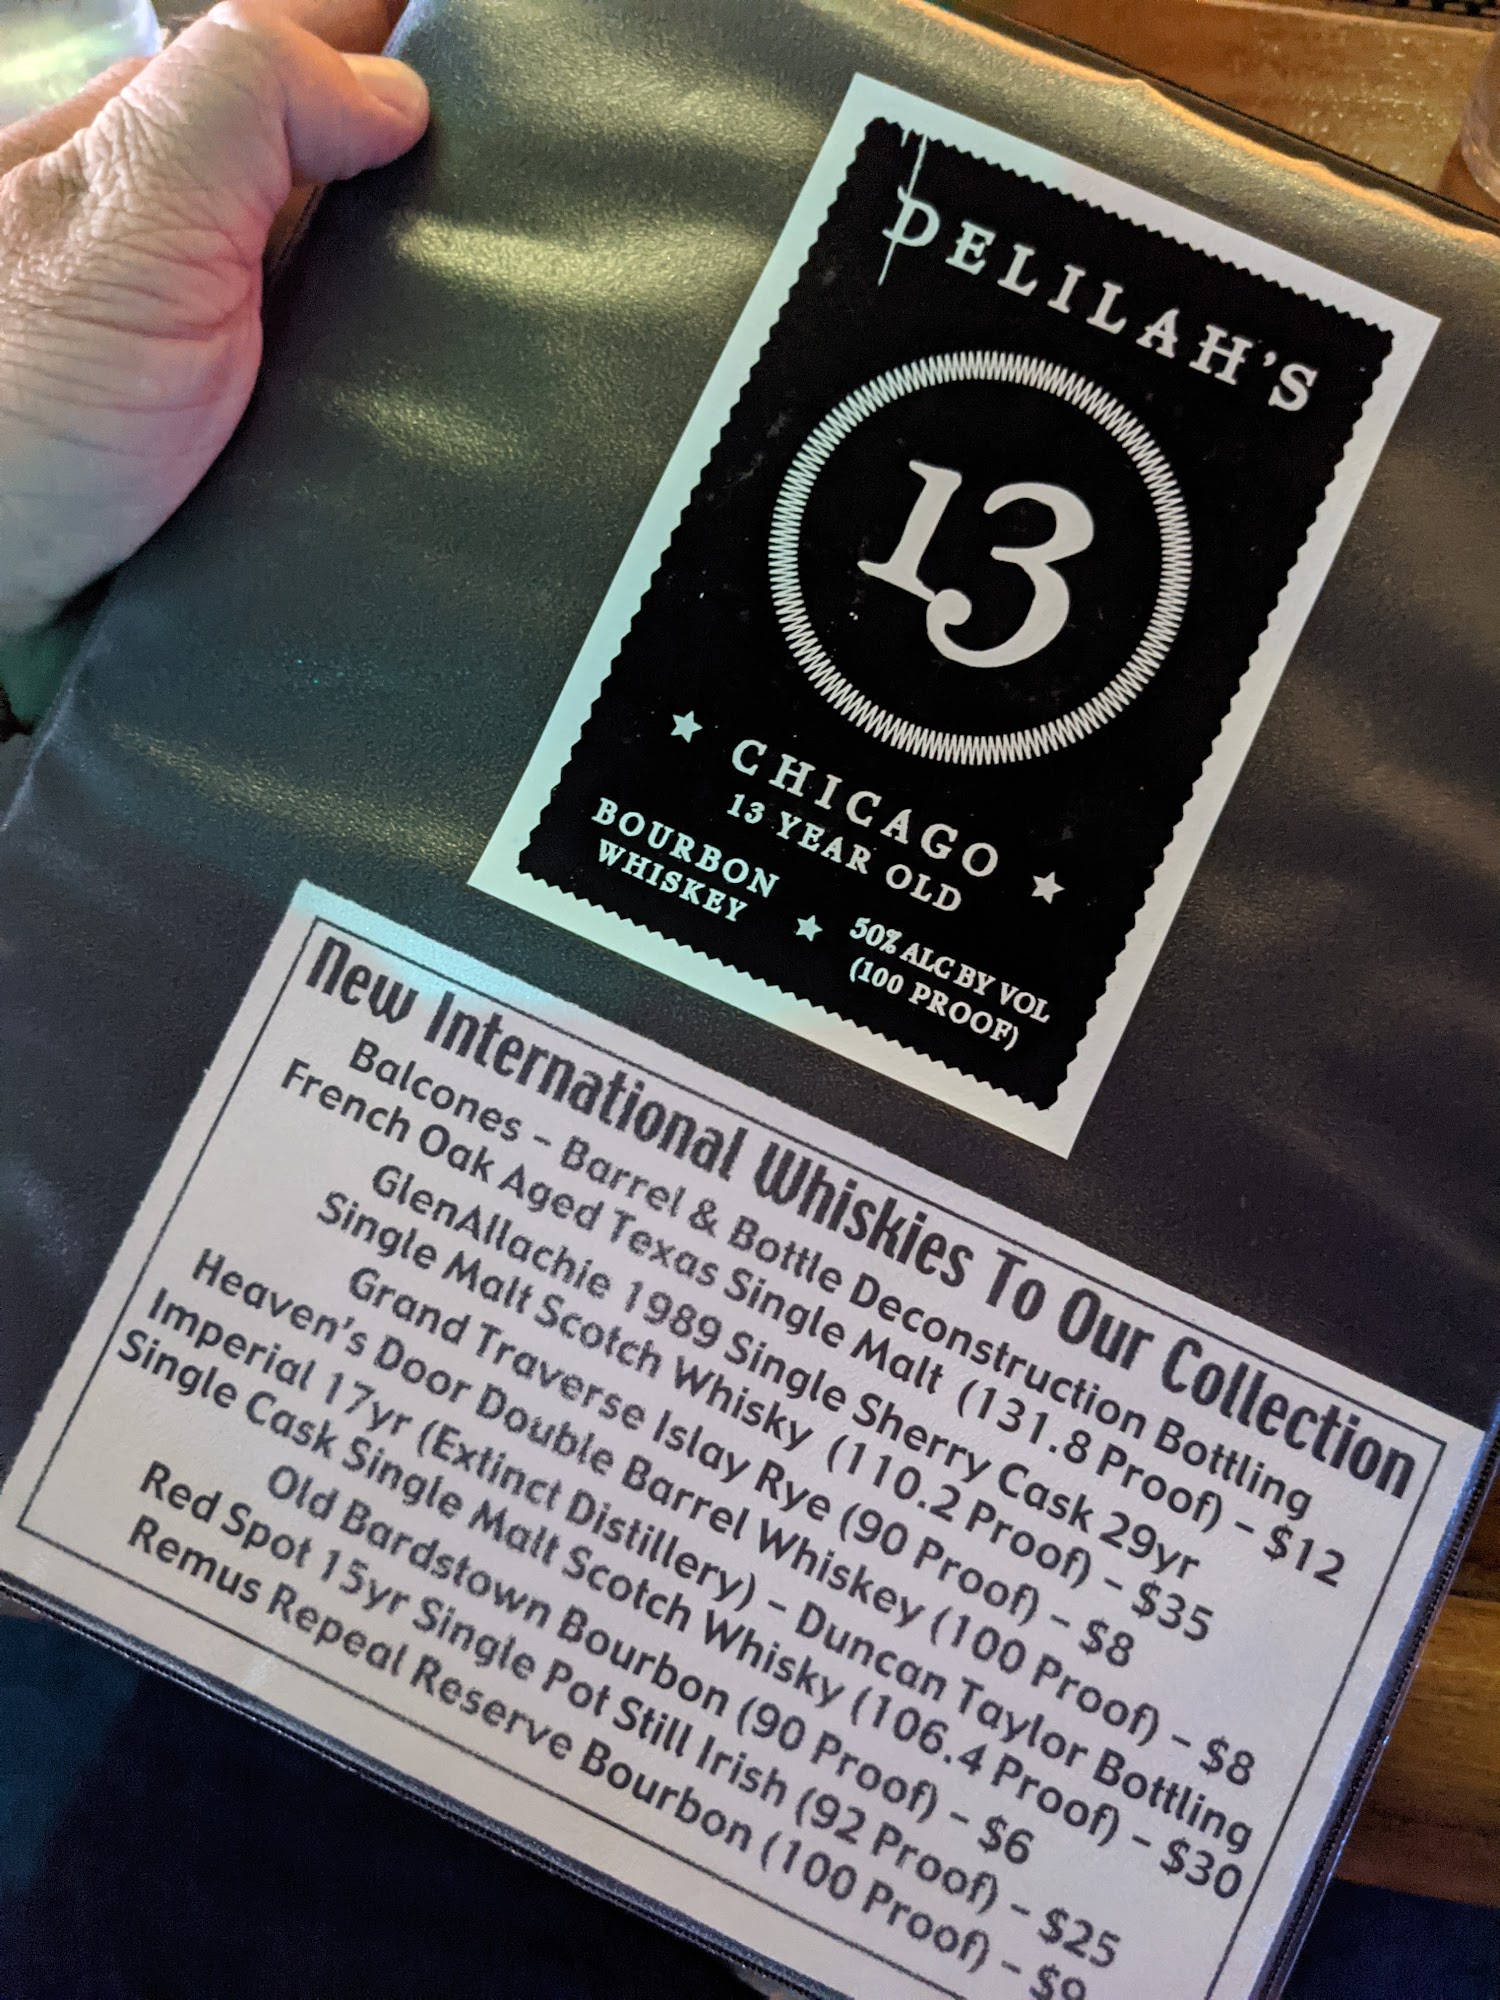 DELILAH'S
13
CHICAGO
13 YEAR OLD
BOURBON
WHISKEY
50% ALC BY VOL
(100 PROOF)
New International Whiskies To Our Collection
Balcones – Barrel & Bottle Deconstruction Bottling
French Oak Aged Texas Single Malt (131.8 Proof) – $12
GlenAllachie 1989 Single Sherry Cask 29yr
Single Malt Scotch Whisky (110.2 Proof) – $35
Grand Traverse Islay Rye (90 Proof) – $8
Heaven's Door Double Barrel Whiskey (100 Proof) – $8
Imperial 17yr (Extinct Distillery) – Duncan Taylor Bottling
Single Cask Single Malt Scotch Whisky (106.4 Proof) – $30
Old Bardstown Bourbon (90 Proof) – $6
Red Spot 15yr Single Pot Still Irish (92 Proof) – $25
Remus Repeal Reserve Bourbon (100 Proof) – $9